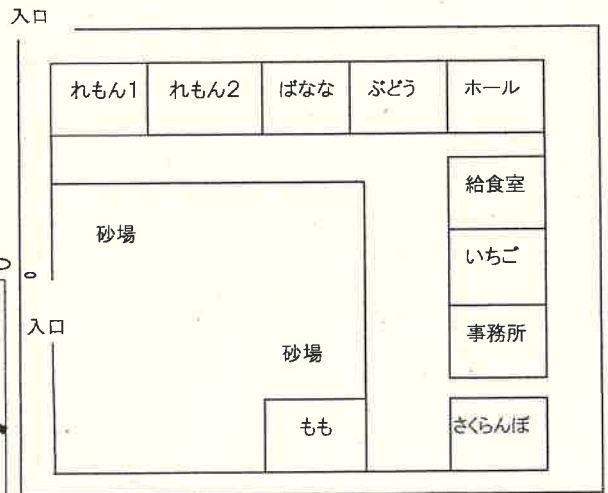 入口
れもん1
れもん2
ばなな
ぶどう
ホール
給食室
砂場
いちご
入口
事務所
砂場
もも
さくらんぼ